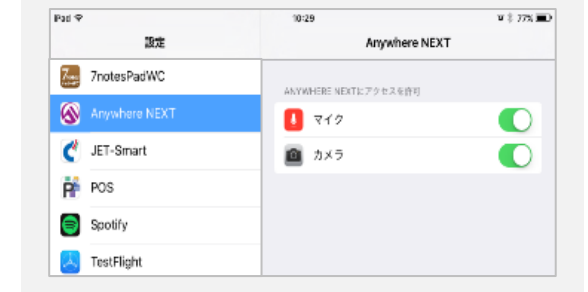 iPad 10:29 77%
設定 Anywhere NEXT
7notesPadWC
Anywhere NEXT
JET-Smart
POS
Spotify
TestFlight
ANYWHERE NEXTにアクセスを許可
マイク
カメラ